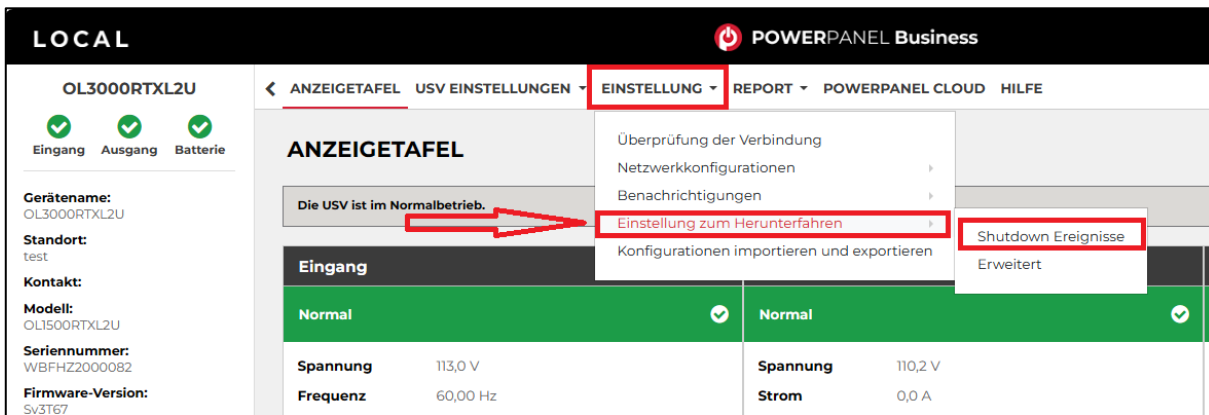 LOCAL
POWERPANEL Business
OL3000RTXL2U
ANZEIGETAFEL USV EINSTELLUNGEN EINSTELLUNG REPORT POWERPANEL CLOUD HILFE
Eingang Ausgang Batterie
ANZEIGETAFEL
Überprüfung der Verbindung
Netzwerkkonfigurationen
Benachrichtigungen
Einstellung zum Herunterfahren
Konfigurationen importieren und exportieren
Shutdown Ereignisse
Erweitert
Gerätename:
OL3000RTXL2U
Standort:
test
Kontakt:
Modell:
OL1500RTXL2U
Seriennummer:
WBFHZ2000082
Firmware-Version:
Sv3T67
Die USV ist im Normalbetrieb.
Eingang
Normal
Spannung 113,0 V
Frequenz 60,00 Hz
Normal
Spannung 110,2 V
Strom 0,0 A